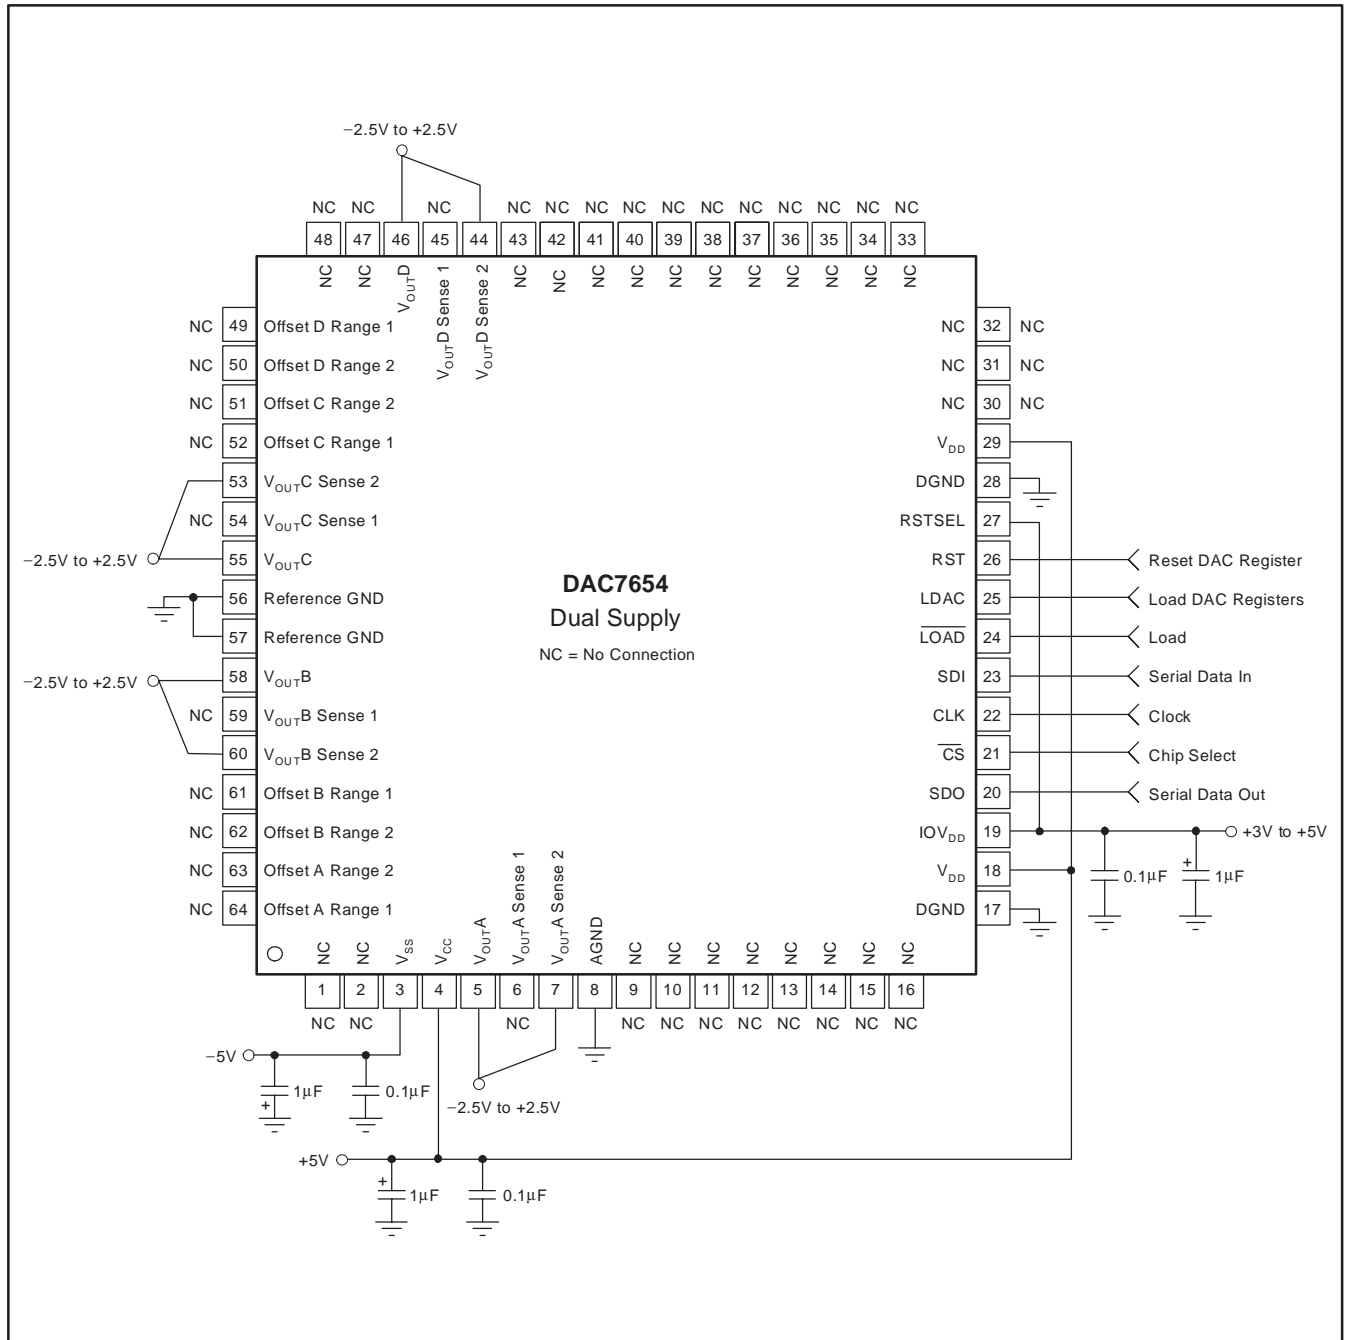 −2.5V to +2.5V
NC NC NC NC NC NC NC NC NC NC NC NC NC NC
48 47 46 45 44 43 42 41 40 39 38 37 36 35 34 33
NC NC VOUTD VOUTD Sense 1 VOUTD Sense 2 NC NC NC NC NC NC NC NC NC NC NC
NC 49 Offset D Range 1
NC 50 Offset D Range 2
NC 51 Offset C Range 2
NC 52 Offset C Range 1
53 VOUTC Sense 2
NC 54 VOUTC Sense 1
−2.5V to +2.5V 55 VOUTC
56 Reference GND
57 Reference GND
−2.5V to +2.5V 58 VOUTB
NC 59 VOUTB Sense 1
60 VOUTB Sense 2
NC 61 Offset B Range 1
NC 62 Offset B Range 2
NC 63 Offset A Range 2
NC 64 Offset A Range 1
DAC7654
Dual Supply
NC = No Connection
NC 32 NC
NC 31 NC
NC 30 NC
VDD 29
DGND 28
RSTSEL 27
RST 26 Reset DAC Register
LDAC 25 Load DAC Registers
LOAD 24 Load
SDI 23 Serial Data In
CLK 22 Clock
CS 21 Chip Select
SDO 20 Serial Data Out
IOVDD 19 +3V to +5V
VDD 18 0.1µF + 1µF
DGND 17
NC NC VSS VCC VOUTA VOUTA Sense 1 VOUTA Sense 2 AGND NC NC NC NC NC NC NC NC
1 2 3 4 5 6 7 8 9 10 11 12 13 14 15 16
NC NC NC NC NC NC NC NC NC NC NC
−5V
+ 1µF 0.1µF
−2.5V to +2.5V
+5V
+ 1µF 0.1µF